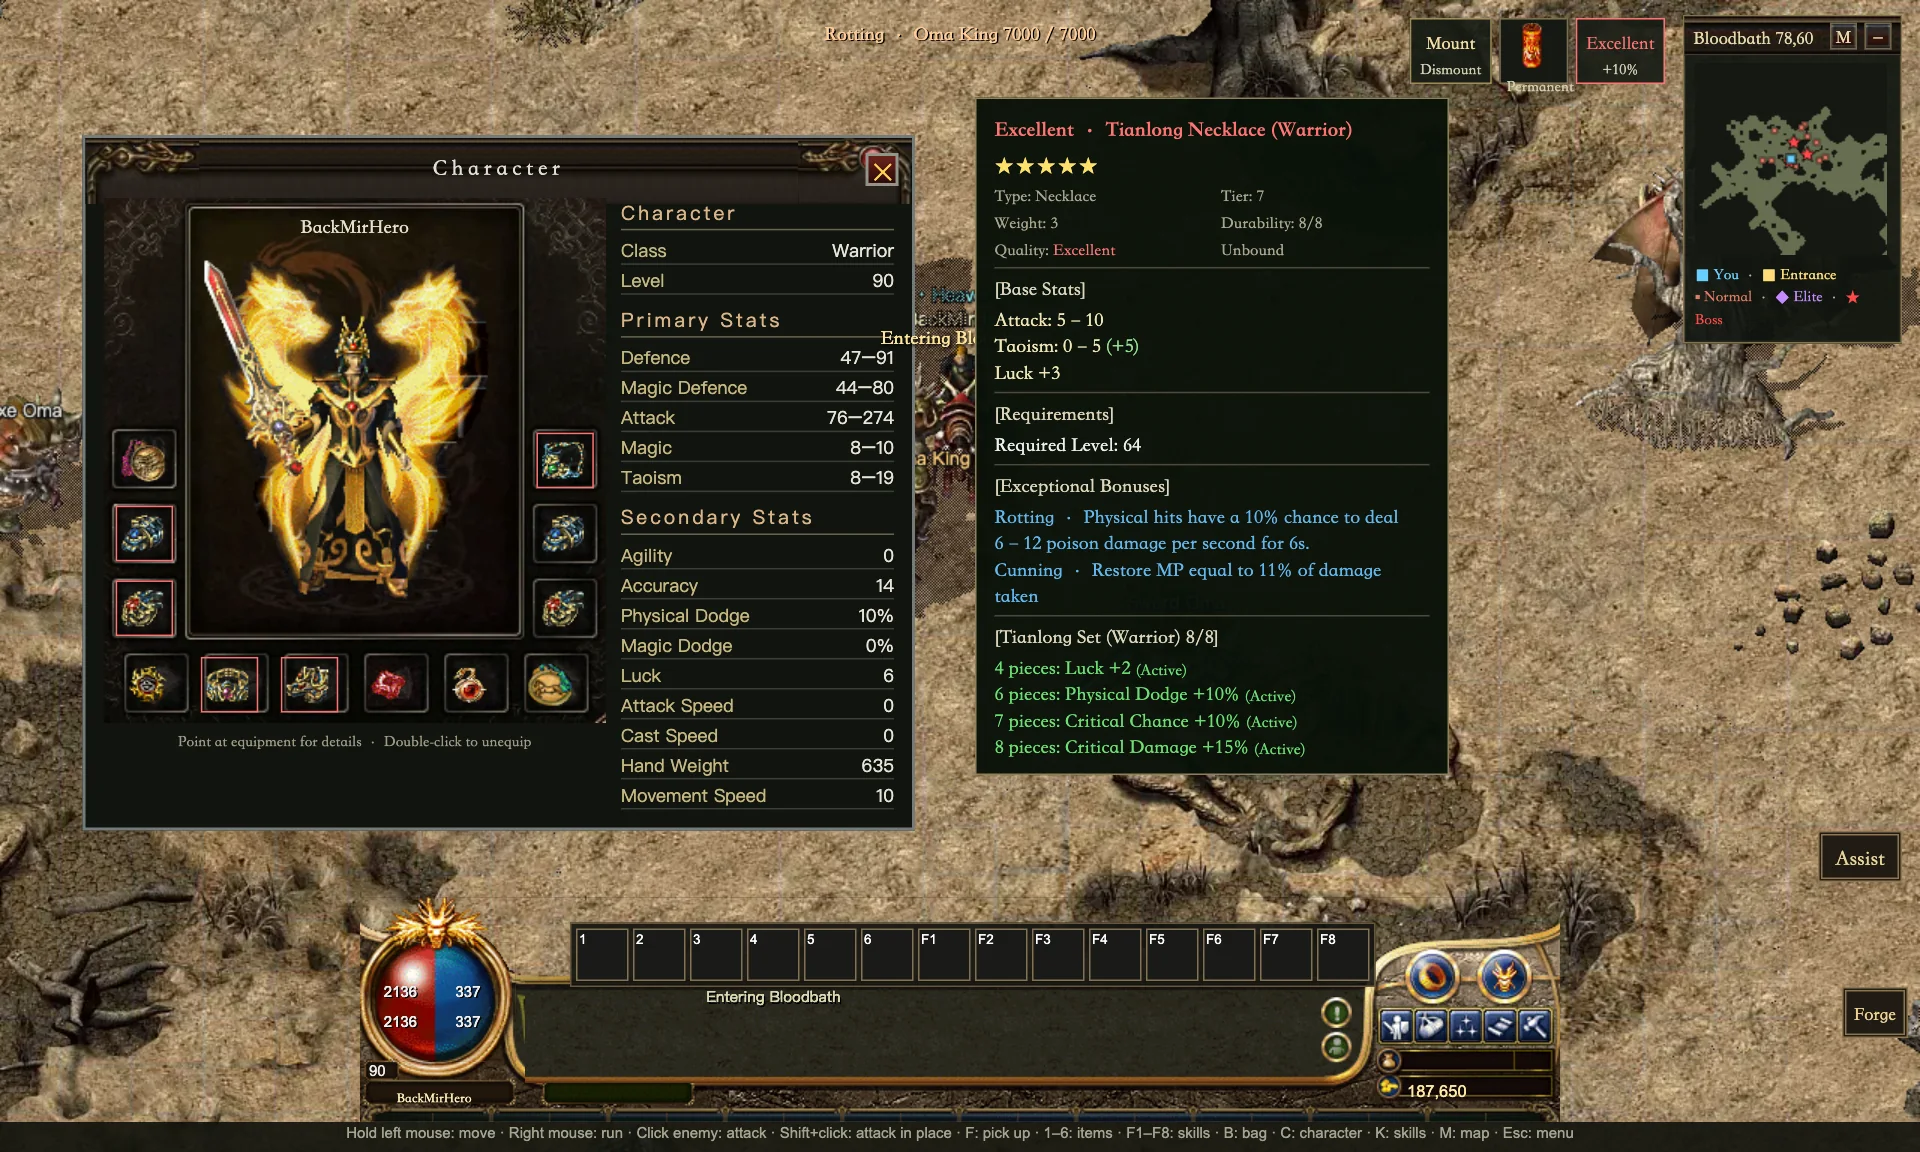 Rotting · Oma King 7000 / 7000
Mount
Dismount
Permanent
Excellent
+10%
Bloodbath 78,60
M
You · Entrance
Normal · Elite ·
Boss
Character
BackMirHero
Point at equipment for details · Double-click to unequip
Character
Class Warrior
Level 90
Primary Stats
Defence 47–91
Magic Defence 44–80
Attack 76–274
Magic 8–10
Taoism 8–19
Secondary Stats
Agility 0
Accuracy 14
Physical Dodge 10%
Magic Dodge 0%
Luck 6
Attack Speed 0
Cast Speed 0
Hand Weight 635
Movement Speed 10
Entering Bl
xe Oma
a King
Excellent · Tianlong Necklace (Warrior)
★★★★★
Type: Necklace Tier: 7
Weight: 3 Durability: 8/8
Quality: Excellent Unbound
[Base Stats]
Attack: 5 – 10
Taoism: 0 – 5 (+5)
Luck +3
[Requirements]
Required Level: 64
[Exceptional Bonuses]
Rotting · Physical hits have a 10% chance to deal
6 – 12 poison damage per second for 6s.
Cunning · Restore MP equal to 11% of damage
taken
[Tianlong Set (Warrior) 8/8]
4 pieces: Luck +2 (Active)
6 pieces: Physical Dodge +10% (Active)
7 pieces: Critical Chance +10% (Active)
8 pieces: Critical Damage +15% (Active)
Assist
Forge
1 2 3 4 5 6 F1 F2 F3 F4 F5 F6 F7 F8
Entering Bloodbath
2136 337
2136 337
90
BackMirHero
187,650
Hold left mouse: move · Right mouse: run · Click enemy: attack · Shift+click: attack in place · F: pick up · 1–6: items · F1–F8: skills · B: bag · C: character · K: skills · M: map · Esc: menu